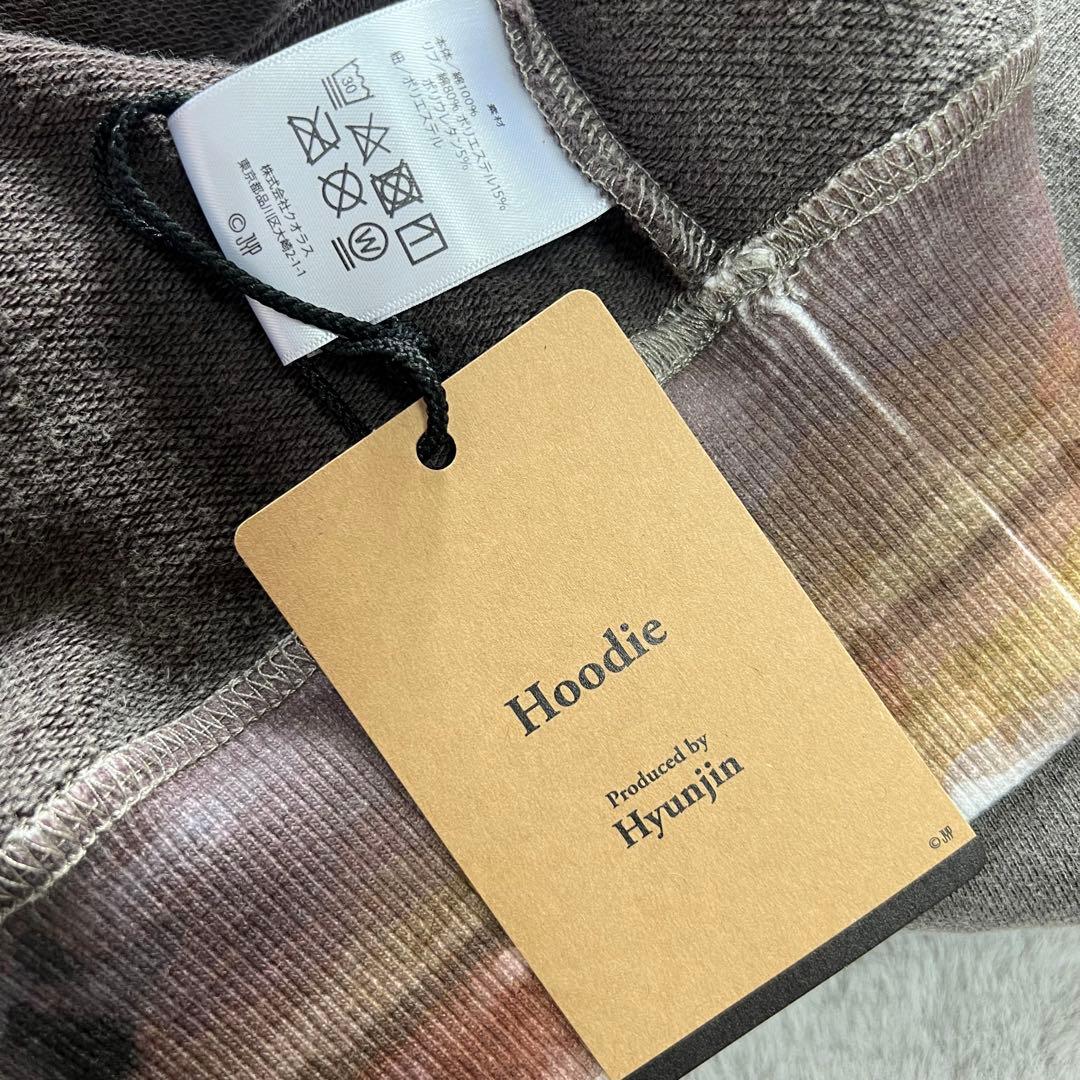 素材
本体/綿100%
リブ/綿80% ポリエステル15%
ポリウレタン5%
紐/ポリエステル
30
W
株式会社クオラス
東京都品川区大崎2-1-1
© JYP
Hoodie
Produced by
Hyunjin
© JYP